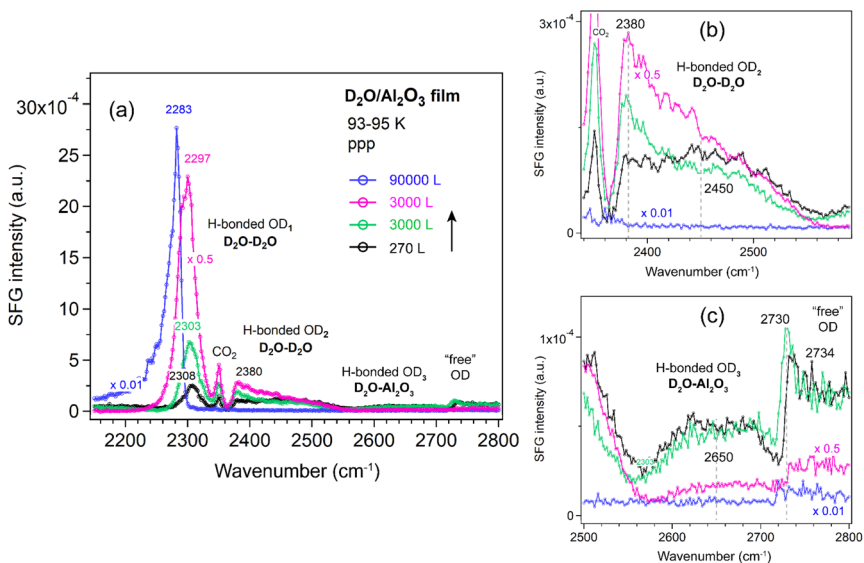 (a)
D₂O/Al₂O₃ film
93-95 K
ppp
90000 L
3000 L
3000 L
270 L
2283
2297
H-bonded OD₁
D₂O-D₂O
x 0.5
2303
2308
CO₂
H-bonded OD₂
D₂O-D₂O
2380
H-bonded OD₃
D₂O-Al₂O₃
"free"
OD
x 0.01
30x10⁻⁴
25
20
15
10
5
0
SFG intensity (a.u.)
2200
2300
2400
2500
2600
2700
2800
Wavenumber (cm⁻¹)
(b)
3x10⁻⁴
0
SFG intensity (a.u.)
CO₂
2380
x 0.5
H-bonded OD₂
D₂O-D₂O
2450
x 0.01
2400
2500
Wavenumber (cm⁻¹)
(c)
1x10⁻⁴
0
SFG intensity (a.u.)
H-bonded OD₃
D₂O-Al₂O₃
2730
"free"
OD
2734
2303
2650
x 0.5
x 0.01
2500
2600
2700
2800
Wavenumber (cm⁻¹)